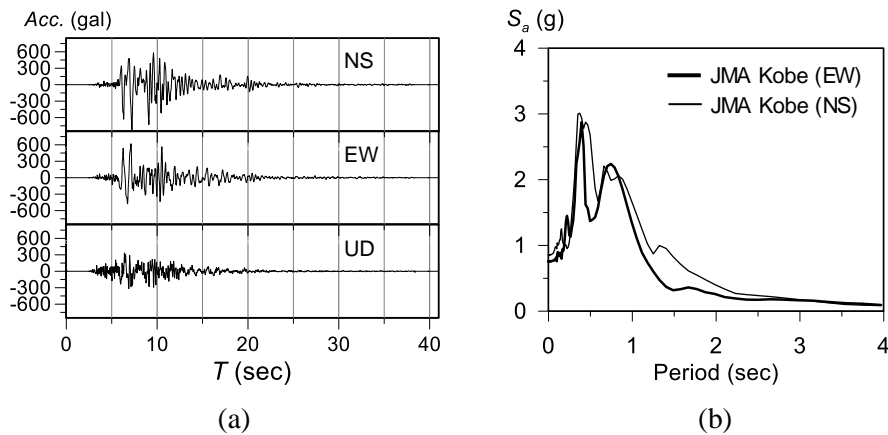 Acc. (gal)
600
300
0
-300
-600
NS
600
300
0
-300
-600
EW
600
300
0
-300
-600
UD
0 10 20 30 40
T (sec)
(a)
Sa (g)
4
3
2
1
0
JMA Kobe (EW)
JMA Kobe (NS)
0 1 2 3 4
Period (sec)
(b)